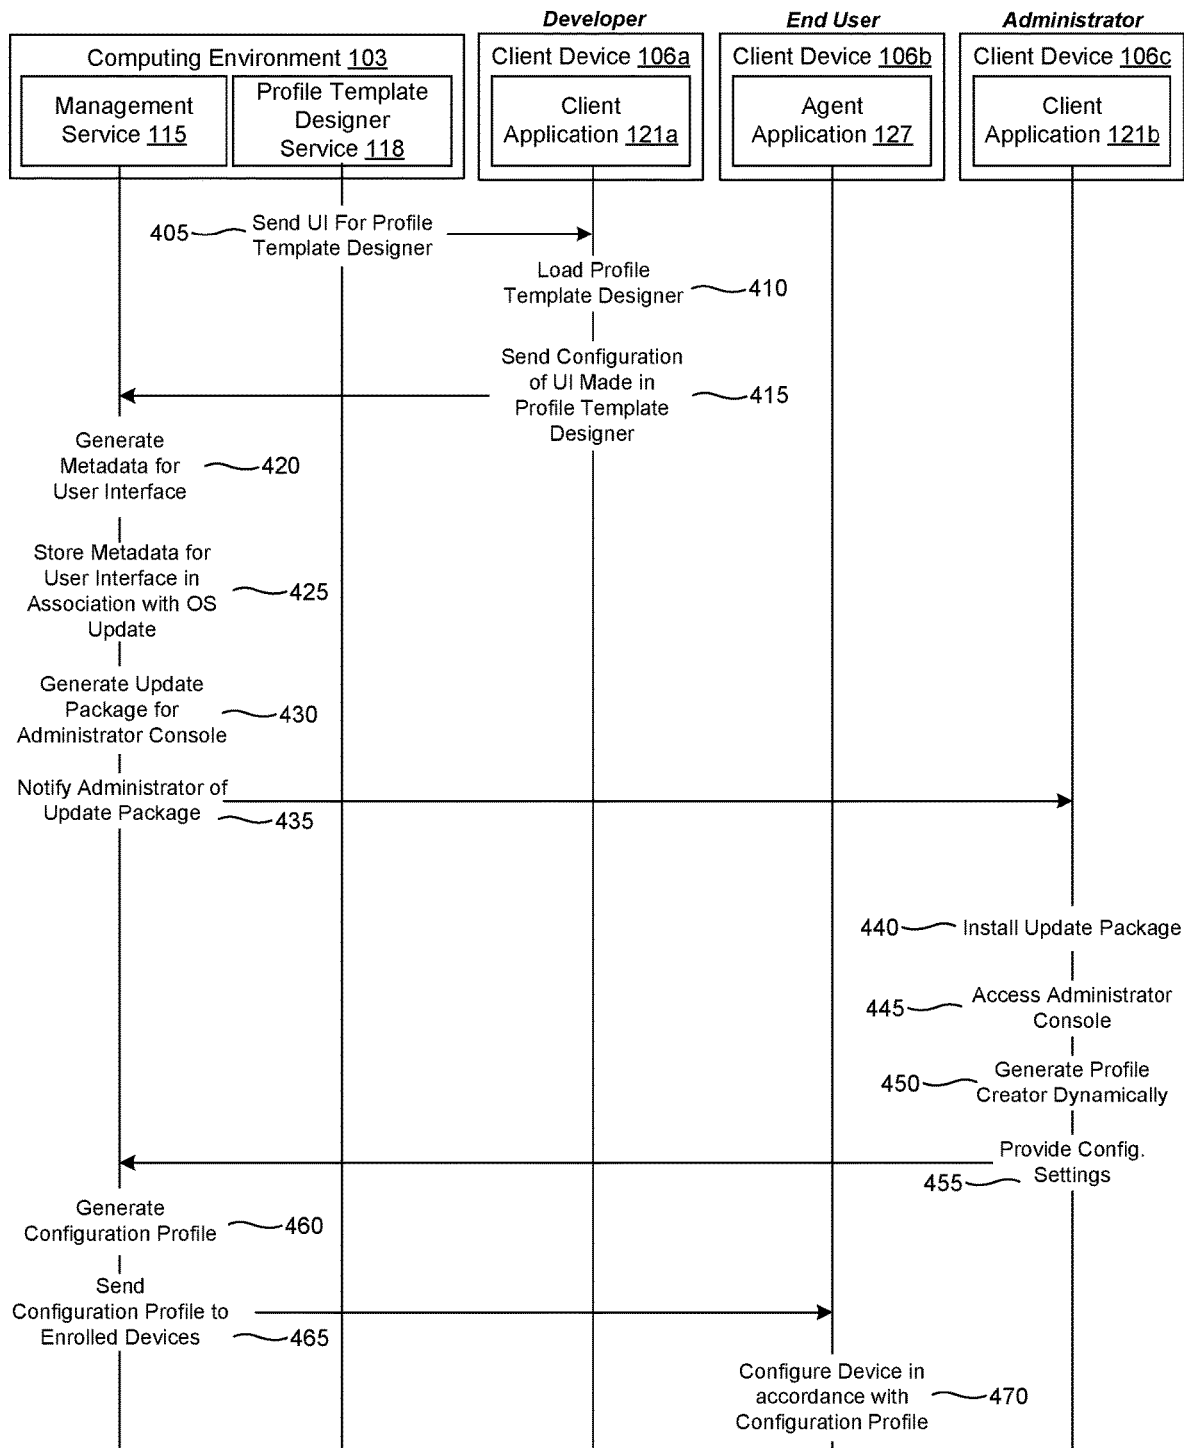 Developer
End User
Administrator
Computing Environment 103
Client Device 106a
Client Device 106b
Client Device 106c
Management
Service 115
Profile Template
Designer
Service 118
Client
Application 121a
Agent
Application 127
Client
Application 121b
405
Send UI For Profile
Template Designer
Load Profile
Template Designer
410
Send Configuration
of UI Made in
Profile Template
Designer
415
Generate
Metadata for
User Interface
420
Store Metadata for
User Interface in
Association with OS
Update
425
Generate Update
Package for
Administrator Console
430
Notify Administrator of
Update Package
435
440
Install Update Package
445
Access Administrator
Console
450
Generate Profile
Creator Dynamically
Provide Config.
Settings
455
Generate
Configuration Profile
460
Send
Configuration Profile to
Enrolled Devices
465
Configure Device in
accordance with
Configuration Profile
470